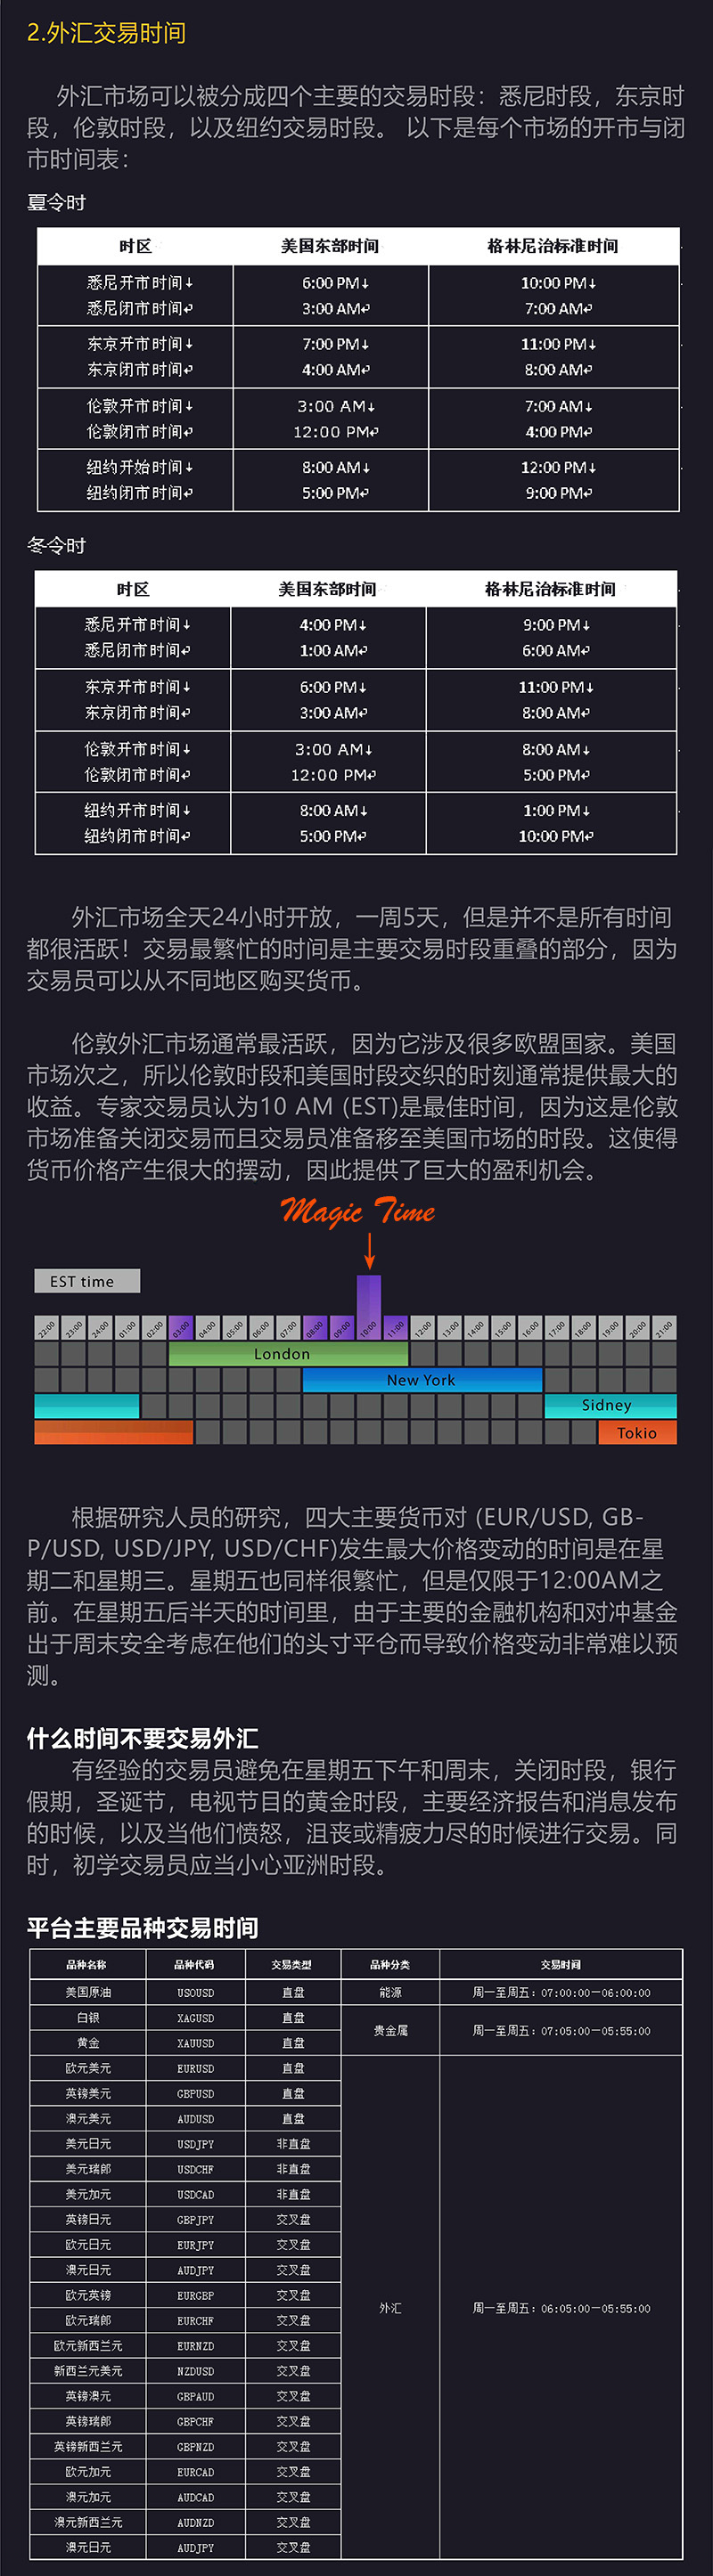 2.外汇交易时间
外汇市场可以被分成四个主要的交易时段：悉尼时段，东京时
段，伦敦时段，以及纽约交易时段。 以下是每个市场的开市与闭
市时间表：
夏令时
时区 美国东部时间 格林尼治标准时间
悉尼开市时间↓ 6:00 PM↓ 10:00 PM↓
悉尼闭市时间↵ 3:00 AM↵ 7:00 AM↵
东京开市时间↓ 7:00 PM↓ 11:00 PM↓
东京闭市时间↵ 4:00 AM↵ 8:00 AM↵
伦敦开市时间↓ 3:00 AM↓ 7:00 AM↓
伦敦闭市时间↵ 12:00 PM↵ 4:00 PM↵
纽约开始时间↓ 8:00 AM↓ 12:00 PM↓
纽约闭市时间↵ 5:00 PM↵ 9:00 PM↵
冬令时
时区 美国东部时间 格林尼治标准时间
悉尼开市时间↓ 4:00 PM↓ 9:00 PM↓
悉尼闭市时间↵ 1:00 AM↵ 6:00 AM↵
东京开市时间↓ 6:00 PM↓ 11:00 PM↓
东京闭市时间↵ 3:00 AM↵ 8:00 AM↵
伦敦开市时间↓ 3:00 AM↓ 8:00 AM↓
伦敦闭市时间↵ 12:00 PM↵ 5:00 PM↵
纽约开市时间↓ 8:00 AM↓ 1:00 PM↓
纽约闭市时间↵ 5:00 PM↵ 10:00 PM↵
外汇市场全天24小时开放，一周5天，但是并不是所有时间
都很活跃！交易最繁忙的时间是主要交易时段重叠的部分，因为
交易员可以从不同地区购买货币。
伦敦外汇市场通常最活跃，因为它涉及很多欧盟国家。美国
市场次之，所以伦敦时段和美国时段交织的时刻通常提供最大的
收益。专家交易员认为10 AM (EST)是最佳时间，因为这是伦敦
市场准备关闭交易而且交易员准备移至美国市场的时段。这使得
货币价格产生很大的摆动，因此提供了巨大的盈利机会。
Magic Time
EST time
22:00 23:00 24:00 01:00 02:00 03:00 04:00 05:00 06:00 07:00 08:00 09:00 10:00 11:00 12:00 13:00 14:00 15:00 16:00 17:00 18:00 19:00 20:00 21:00
London
New York
Sidney
Tokio
根据研究人员的研究，四大主要货币对 (EUR/USD, GB-
P/USD, USD/JPY, USD/CHF)发生最大价格变动的时间是在星
期二和星期三。星期五也同样很繁忙，但是仅限于12:00AM之
前。在星期五后半天的时间里，由于主要的金融机构和对冲基金
出于周末安全考虑在他们的头寸平仓而导致价格变动非常难以预
测。
什么时间不要交易外汇
有经验的交易员避免在星期五下午和周末，关闭时段，银行
假期，圣诞节，电视节目的黄金时段，主要经济报告和消息发布
的时候，以及当他们愤怒，沮丧或精疲力尽的时候进行交易。同
时，初学交易员应当小心亚洲时段。
平台主要品种交易时间
品种名称 品种代码 交易类型 品种分类 交易时间
美国原油 USOUSD 直盘 能源 周一至周五：07:00:00—06:00:00
白银 XAGUSD 直盘
贵金属 周一至周五：07:05:00—05:55:00
黄金 XAUUSD 直盘
欧元美元 EURUSD 直盘
英镑美元 GBPUSD 直盘
澳元美元 AUDUSD 直盘
美元日元 USDJPY 非直盘
美元瑞郎 USDCHF 非直盘
美元加元 USDCAD 非直盘
英镑日元 GBPJPY 交叉盘
欧元日元 EURJPY 交叉盘
澳元日元 AUDJPY 交叉盘
欧元英镑 EURGBP 交叉盘
外汇 周一至周五：06:05:00—05:55:00
欧元瑞郎 EURCHF 交叉盘
欧元新西兰元 EURNZD 交叉盘
新西兰元美元 NZDUSD 交叉盘
英镑澳元 GBPAUD 交叉盘
英镑瑞郎 GBPCHF 交叉盘
英镑新西兰元 GBPNZD 交叉盘
欧元加元 EURCAD 交叉盘
澳元加元 AUDCAD 交叉盘
澳元新西兰元 AUDNZD 交叉盘
澳元日元 AUDJPY 交叉盘